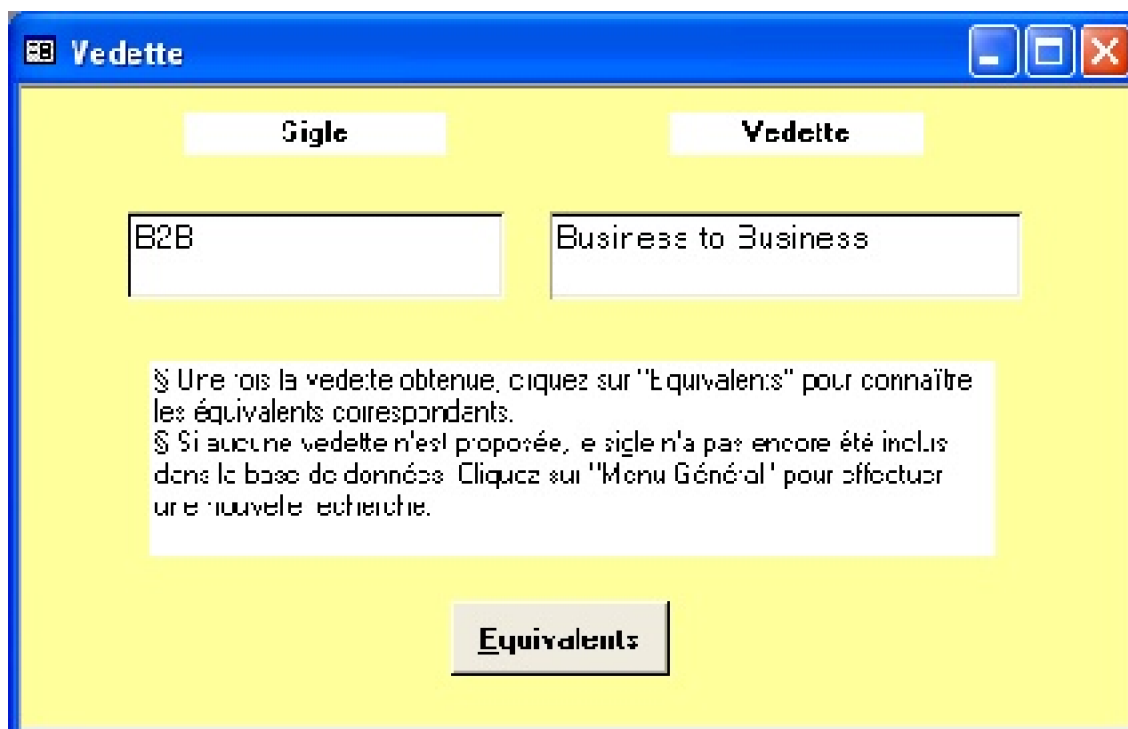 Vedette
Sigle Vedette
B2B Business to Business
§ Une fois la vedette obtenue, cliquez sur "Equivalents" pour connaître
les équivalents correspondants.
§ Si aucune vedette n'est proposée, le sigle n'a pas encore été inclus
dans la base de données. Cliquez sur "Menu Général" pour effectuer
une nouvelle recherche.
Equivalents